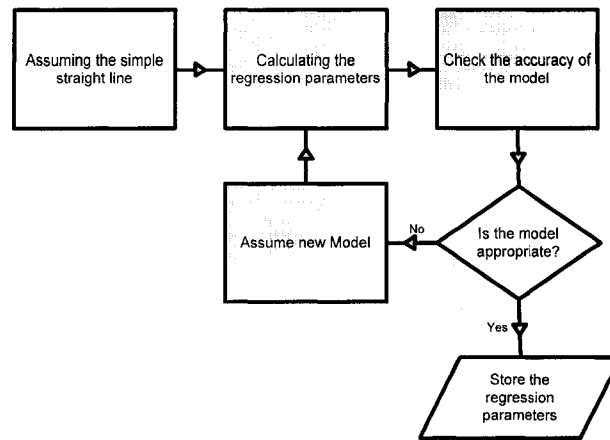 Assuming the simple
straight line
Calculating the
regression parameters
Check the accuracy of
the model
Assume new Model
No
Is the model
appropriate?
Yes
Store the
regression
parameters